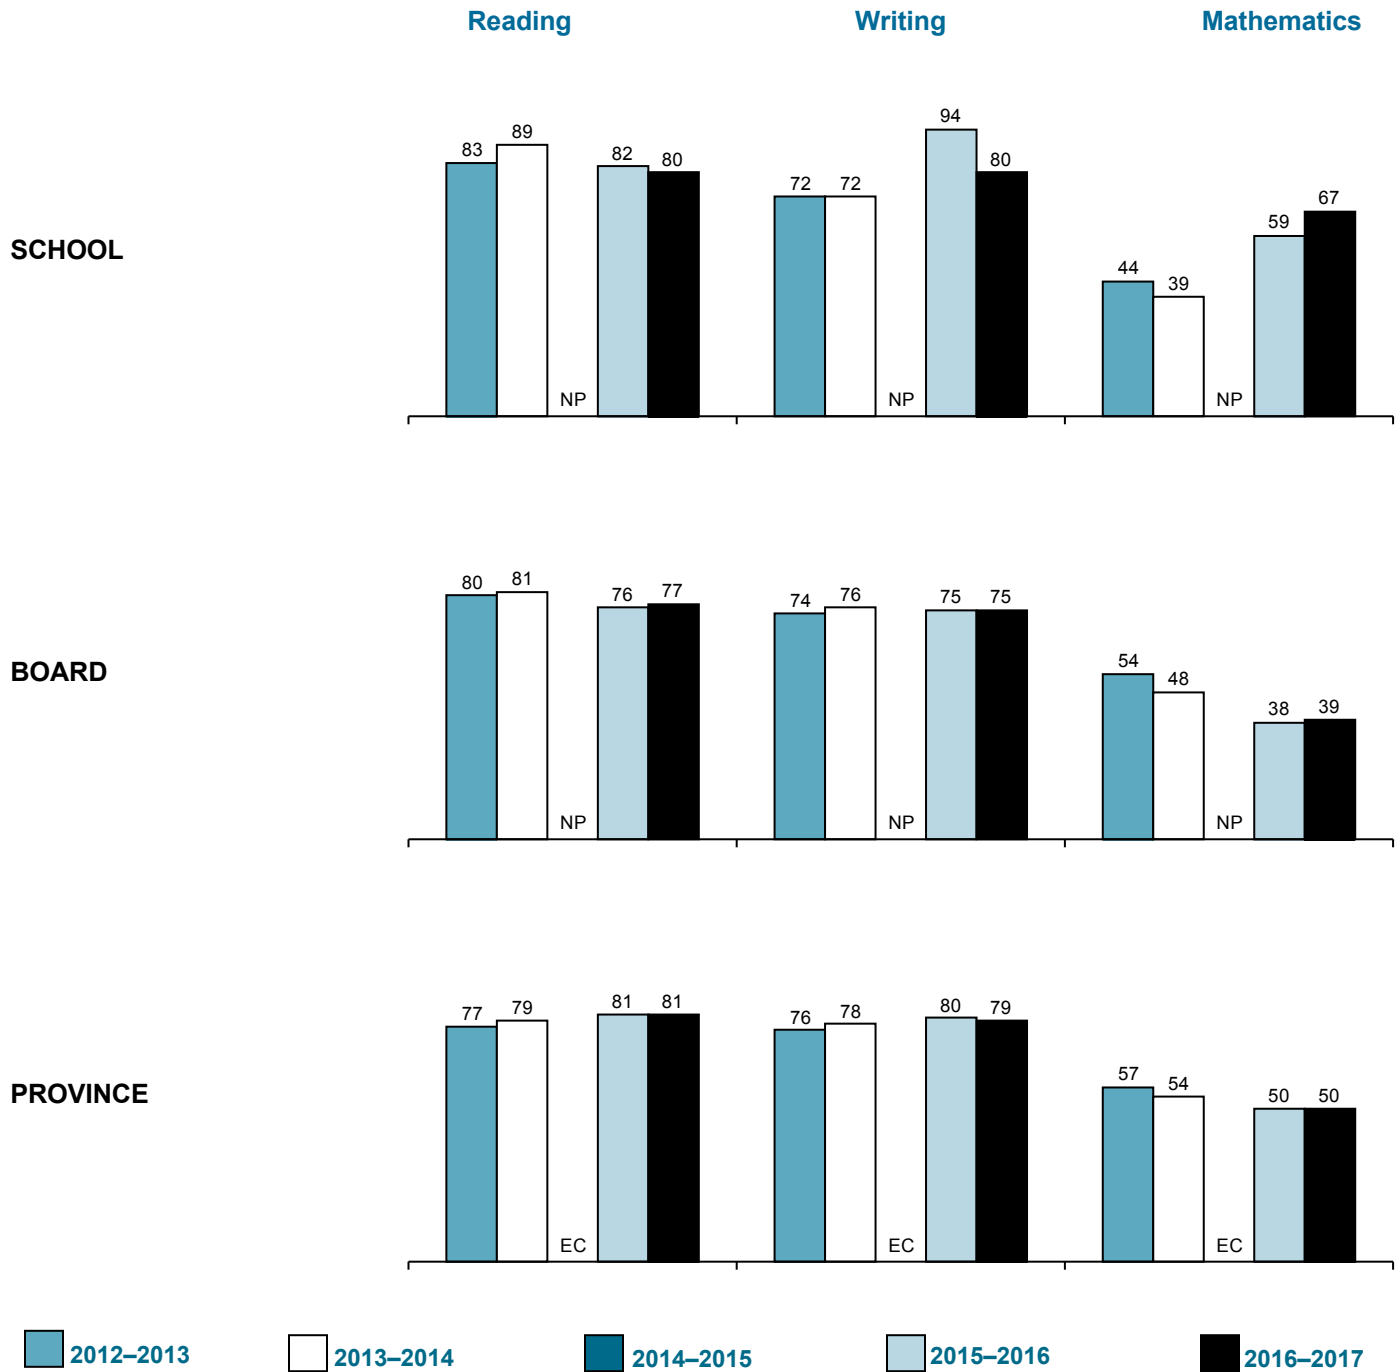 Reading Writing Mathematics
SCHOOL
83 89 NP 82 80 72 72 NP 94 80 44 39 NP 59 67
BOARD
80 81 NP 76 77 74 76 NP 75 75 54 48 NP 38 39
PROVINCE
77 79 EC 81 81 76 78 EC 80 79 57 54 EC 50 50
2012–2013 2013–2014 2014–2015 2015–2016 2016–2017